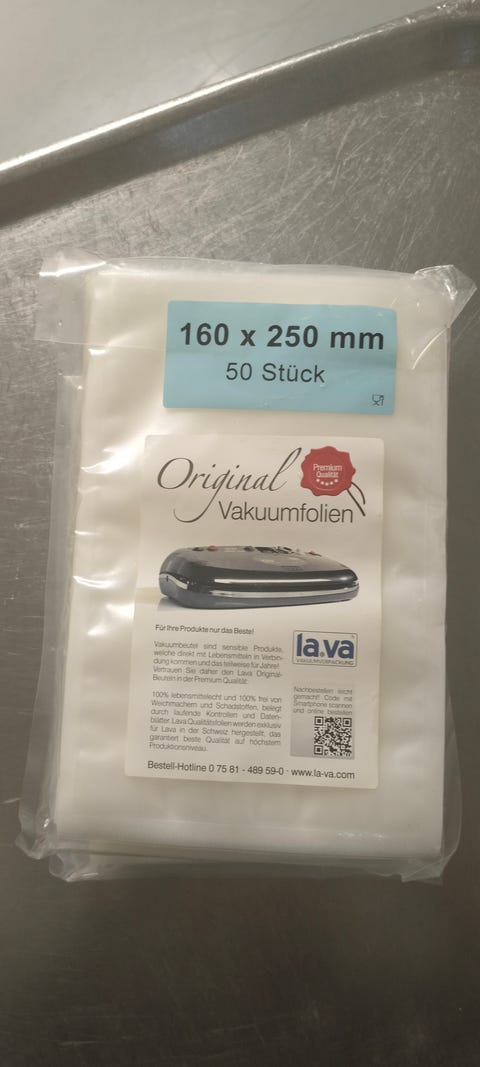 160 x 250 mm
50 Stück
Original
Premium
Qualität
Vakuumfolien
Für Ihre Produkte nur das Beste!
Vakuumbeutel sind sensible Produkte,
welche direkt mit Lebensmitteln in Verbin-
dung kommen und das teilweise für Jahre!
Vertrauen Sie daher den Lava Original-
Beuteln in der Premium Qualität.
la.va
VAKUUMVERPACKUNG
100% lebensmittelecht und 100% frei von
Weichmachern und Schadstoffen, belegt
durch laufende Kontrollen und Daten-
blätter. Lava Qualitätsfolien werden exklusiv
für Lava in der Schweiz hergestellt, das
garantiert beste Qualität auf höchstem
Produktionsniveau.
Nachbestellen leicht
gemacht! Code mit
Smartphone scannen
und online bestellen
Bestell-Hotline 0 75 81 - 489 59-0 · www.la-va.com